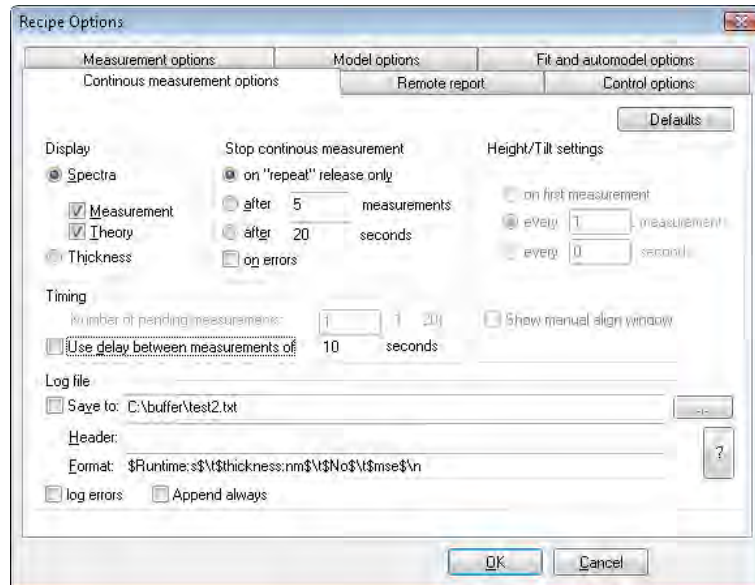 Recipe Options
Measurement options Model options Fit and automodel options
Continous measurement options Remote report Control options
Defaults
Display Stop continous measurement Height/Tilt settings
Spectra on "repeat" release only
on first measurement
Measurement after 5 measurements
every 1 . measurement
Theory after 20 seconds
every 0 seconds
Thickness on errors
Timing
Number of pending measurements: 1 1 20) Show manual align window
Use delay between measurements of 10 seconds
Log file
Save to: C:\buffer\test2.txt ...
Header:
?
Format: $Runtime:s$\t$thickness:nm$\t$No$\t$mse$\n
log errors Append always
OK Cancel